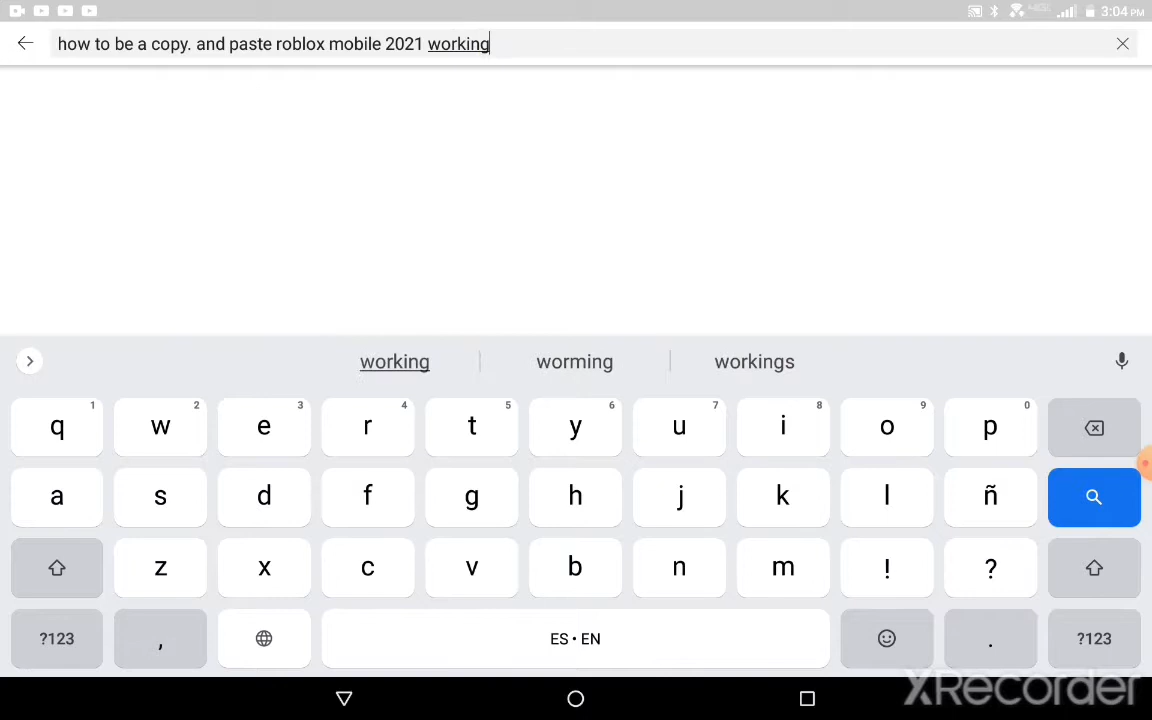 3:04 PM
how to be a copy. and paste roblox mobile 2021 working
working worming workings
q 1 w 2 e 3 r 4 t 5 y 6 u 7 i 8 o 9 p 0
a s d f g h j k l ñ
z x c v b n m ! ?
?123 , ES • EN . ?123
XRecorder